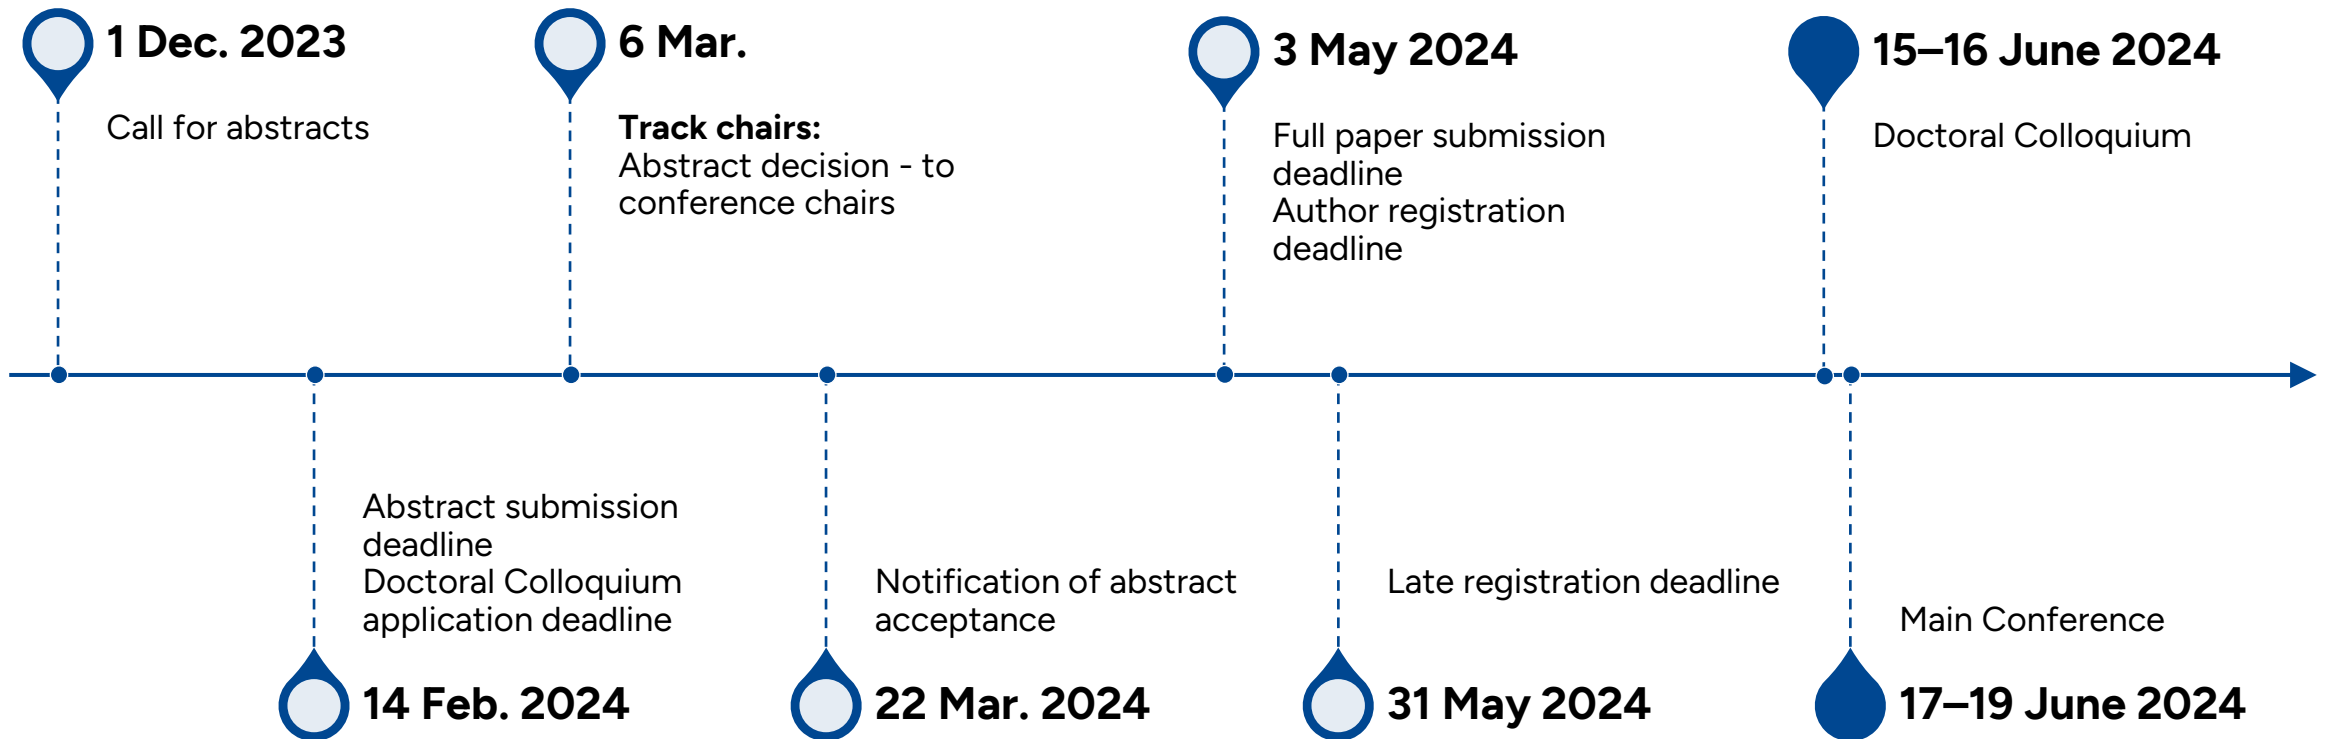 1 Dec. 2023
Call for abstracts
6 Mar.
Track chairs:
Abstract decision - to
conference chairs
3 May 2024
Full paper submission
deadline
Author registration
deadline
15–16 June 2024
Doctoral Colloquium
Abstract submission
deadline
Doctoral Colloquium
application deadline
14 Feb. 2024
Notification of abstract
acceptance
22 Mar. 2024
Late registration deadline
31 May 2024
Main Conference
17–19 June 2024